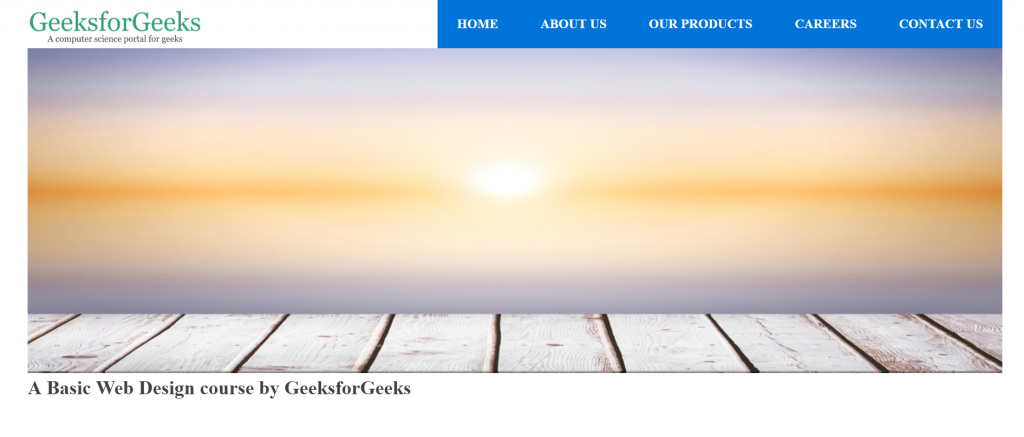 GeeksforGeeks
A computer science portal for geeks
HOME ABOUT US OUR PRODUCTS CAREERS CONTACT US
A Basic Web Design course by GeeksforGeeks